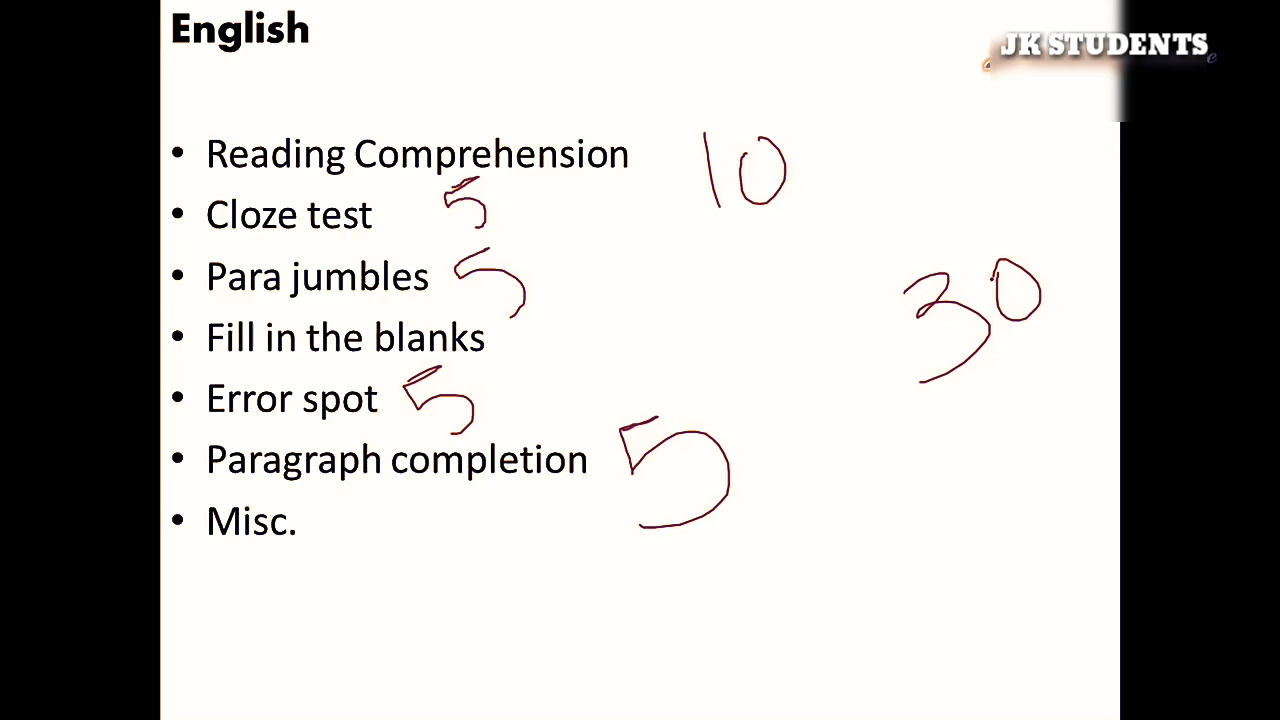 English
JK STUDENTS
• Reading Comprehension 10
• Cloze test 5
• Para jumbles 5
30
• Fill in the blanks
• Error spot 5
• Paragraph completion 5
• Misc.